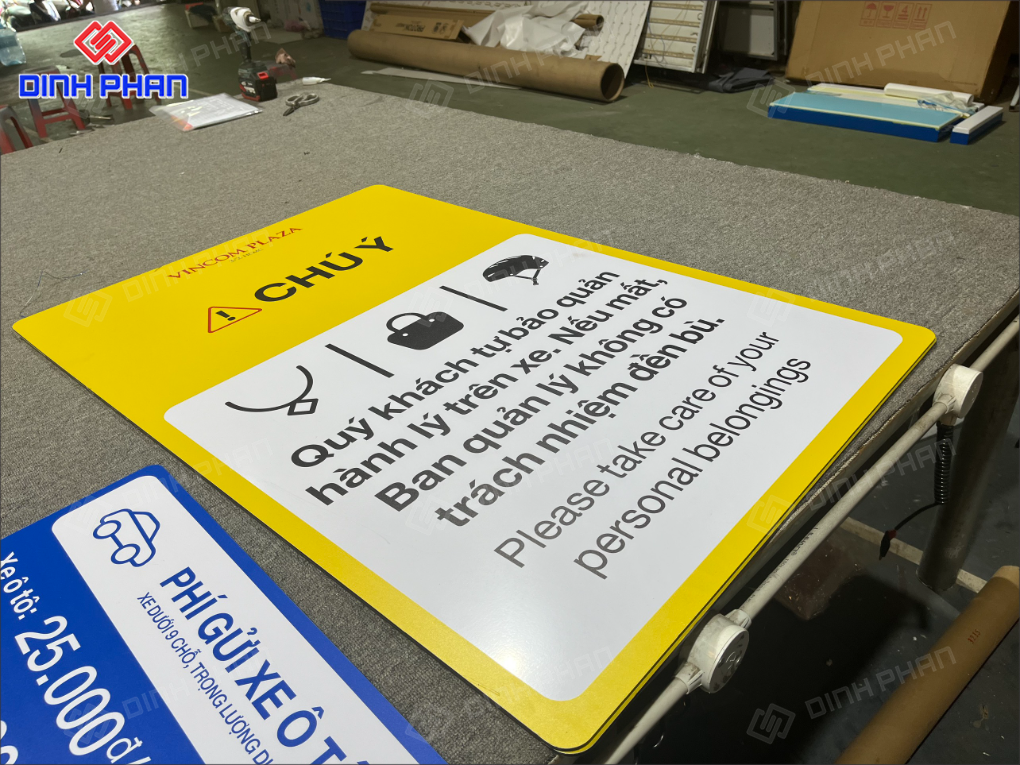 DINH PHAN
VINCOM PLAZA
CHÚ Ý
Quý khách tự bảo quản
hành lý trên xe. Nếu mất,
Ban quản lý không có
trách nhiệm đền bù.
Please take care of your
personal belongings
PHÍ GỬI XE Ô
XE DƯỚI 9 CHỖ, TRỌNG LƯỢNG
Xe ô tô: 25.000đ/